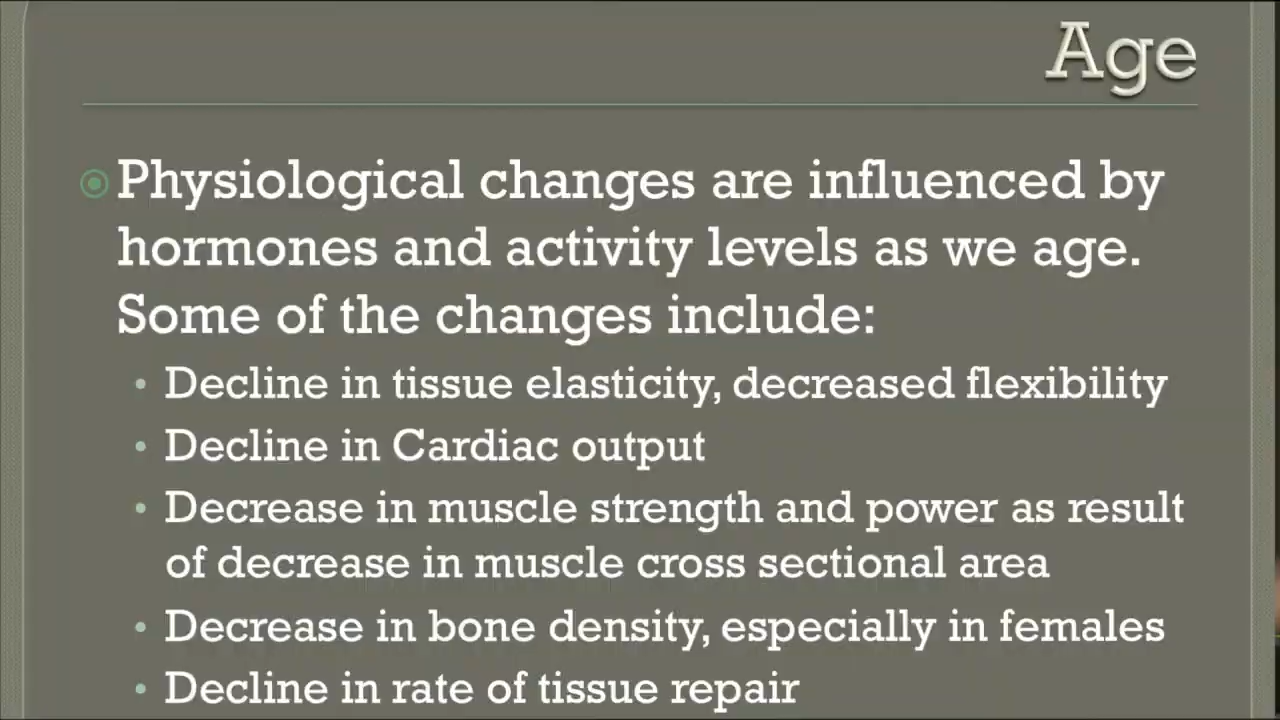 Age
Physiological changes are influenced by
hormones and activity levels as we age.
Some of the changes include:
• Decline in tissue elasticity, decreased flexibility
• Decline in Cardiac output
• Decrease in muscle strength and power as result
of decrease in muscle cross sectional area
• Decrease in bone density, especially in females
• Decline in rate of tissue repair